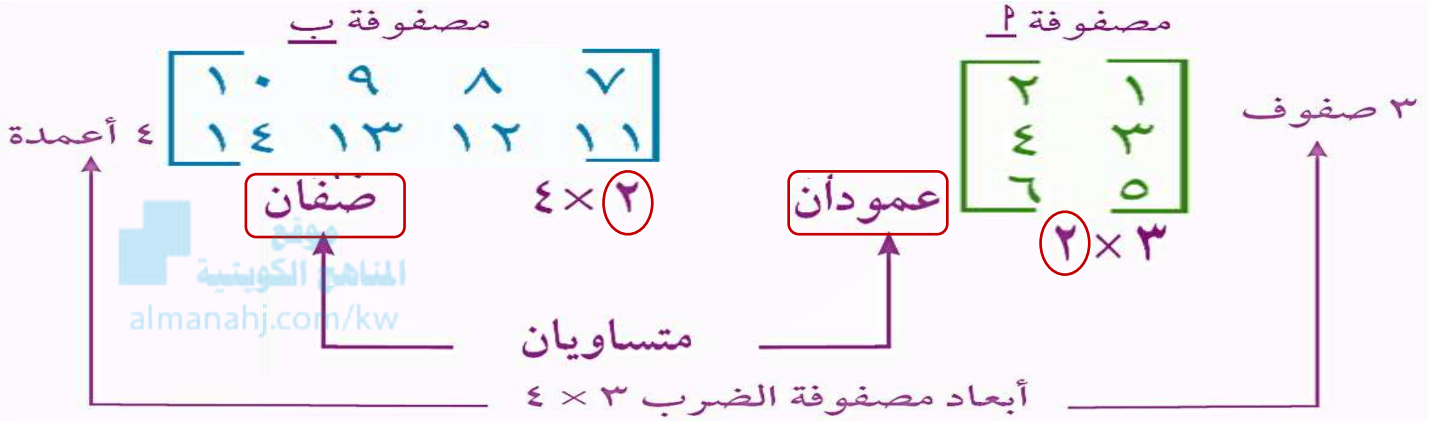 مصفوفة أ
مصفوفة ب
٣ صفوف
١ ٢
٣ ٤
٥ ٦
٧ ٨ ٩ ١٠
١١ ١٢ ١٣ ١٤
٤ أعمدة
٣ × ٢
عمودان
٢ × ٤
صفان
متساويان
أبعاد مصفوفة الضرب ٣ × ٤
موقع
المناهج الكويتية
almanahj.com/kw